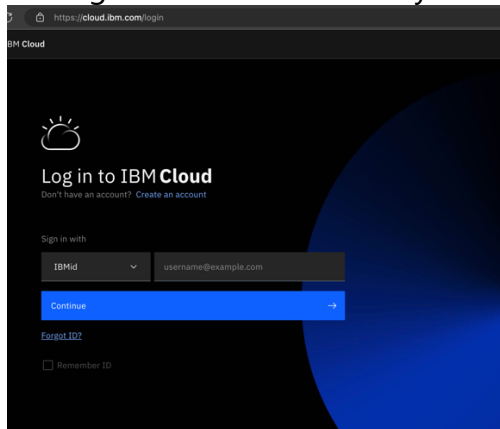 https://cloud.ibm.com/login
BM Cloud
Log in to IBM Cloud
Don't have an account? Create an account
Sign in with
IBMid username@example.com
Continue
Forgot ID?
Remember ID